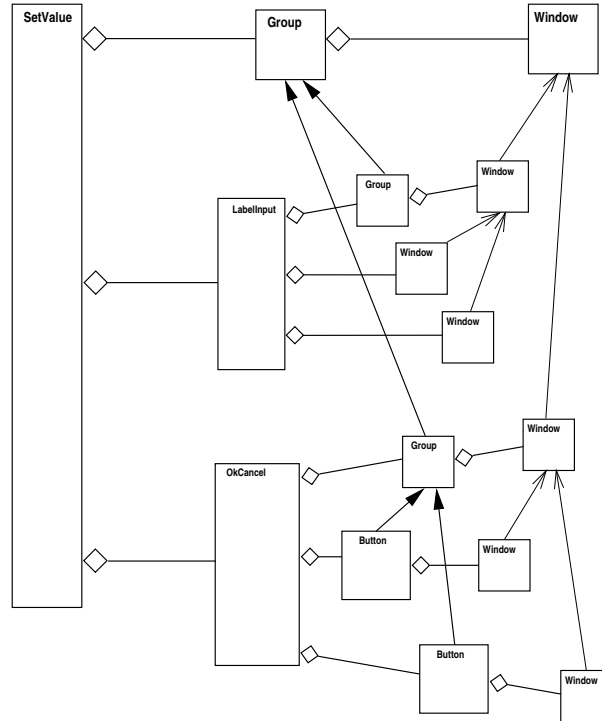 SetValue
Group
Window
Window
Group
LabelInput
Window
Window
Window
Group
OkCancel
Button
Window
Button
Window